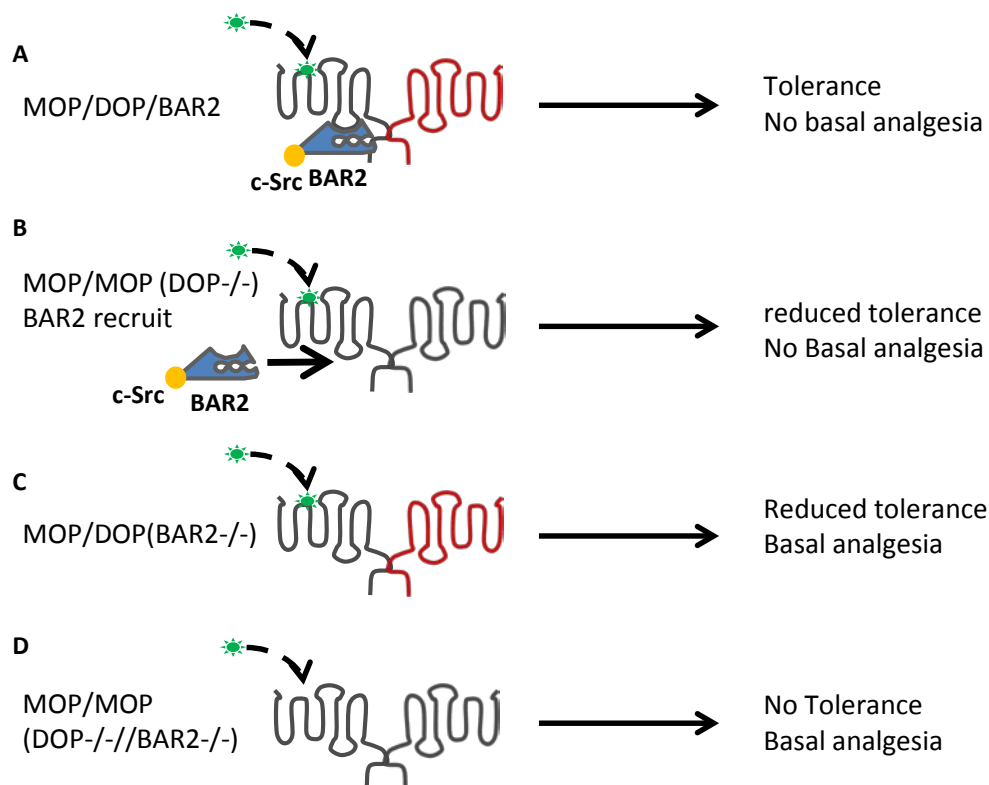 A
MOP/DOP/BAR2
c-Src BAR2
Tolerance
No basal analgesia
B
MOP/MOP (DOP-/-)
BAR2 recruit
c-Src
BAR2
reduced tolerance
No Basal analgesia
C
MOP/DOP(BAR2-/-)
Reduced tolerance
Basal analgesia
D
MOP/MOP
(DOP-/-//BAR2-/-)
No Tolerance
Basal analgesia